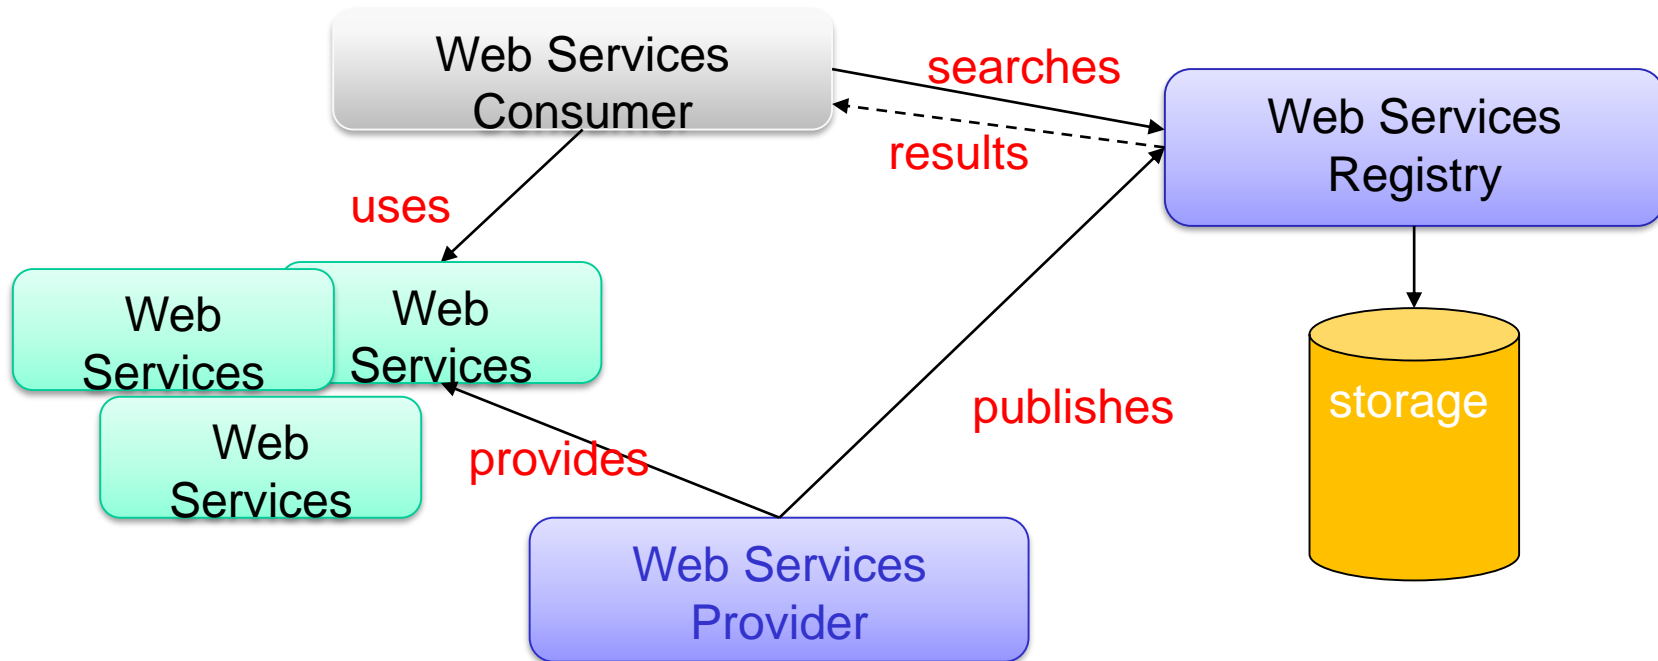 Web Services
Consumer
searches
results
Web Services
Registry
uses
Web
Services
Web
Services
Web
Services
provides
publishes
storage
Web Services
Provider